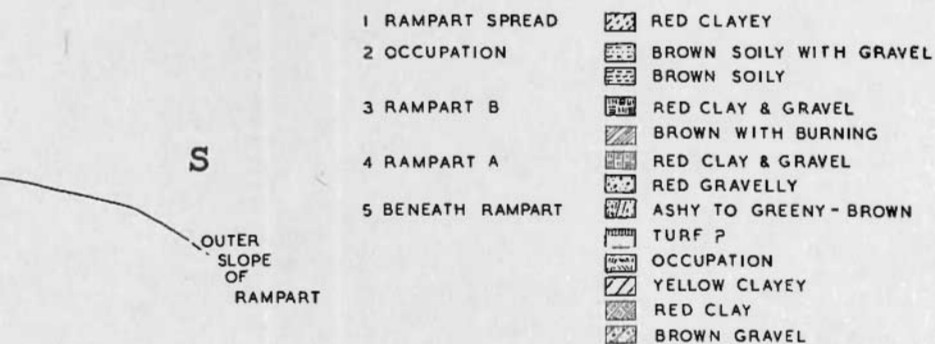 1 RAMPART SPREAD RED CLAYEY
2 OCCUPATION BROWN SOILY WITH GRAVEL
BROWN SOILY
3 RAMPART B RED CLAY & GRAVEL
BROWN WITH BURNING
4 RAMPART A RED CLAY & GRAVEL
RED GRAVELLY
5 BENEATH RAMPART ASHY TO GREENY-BROWN
TURF ?
OCCUPATION
YELLOW CLAYEY
RED CLAY
BROWN GRAVEL
S
OUTER
SLOPE
OF
RAMPART